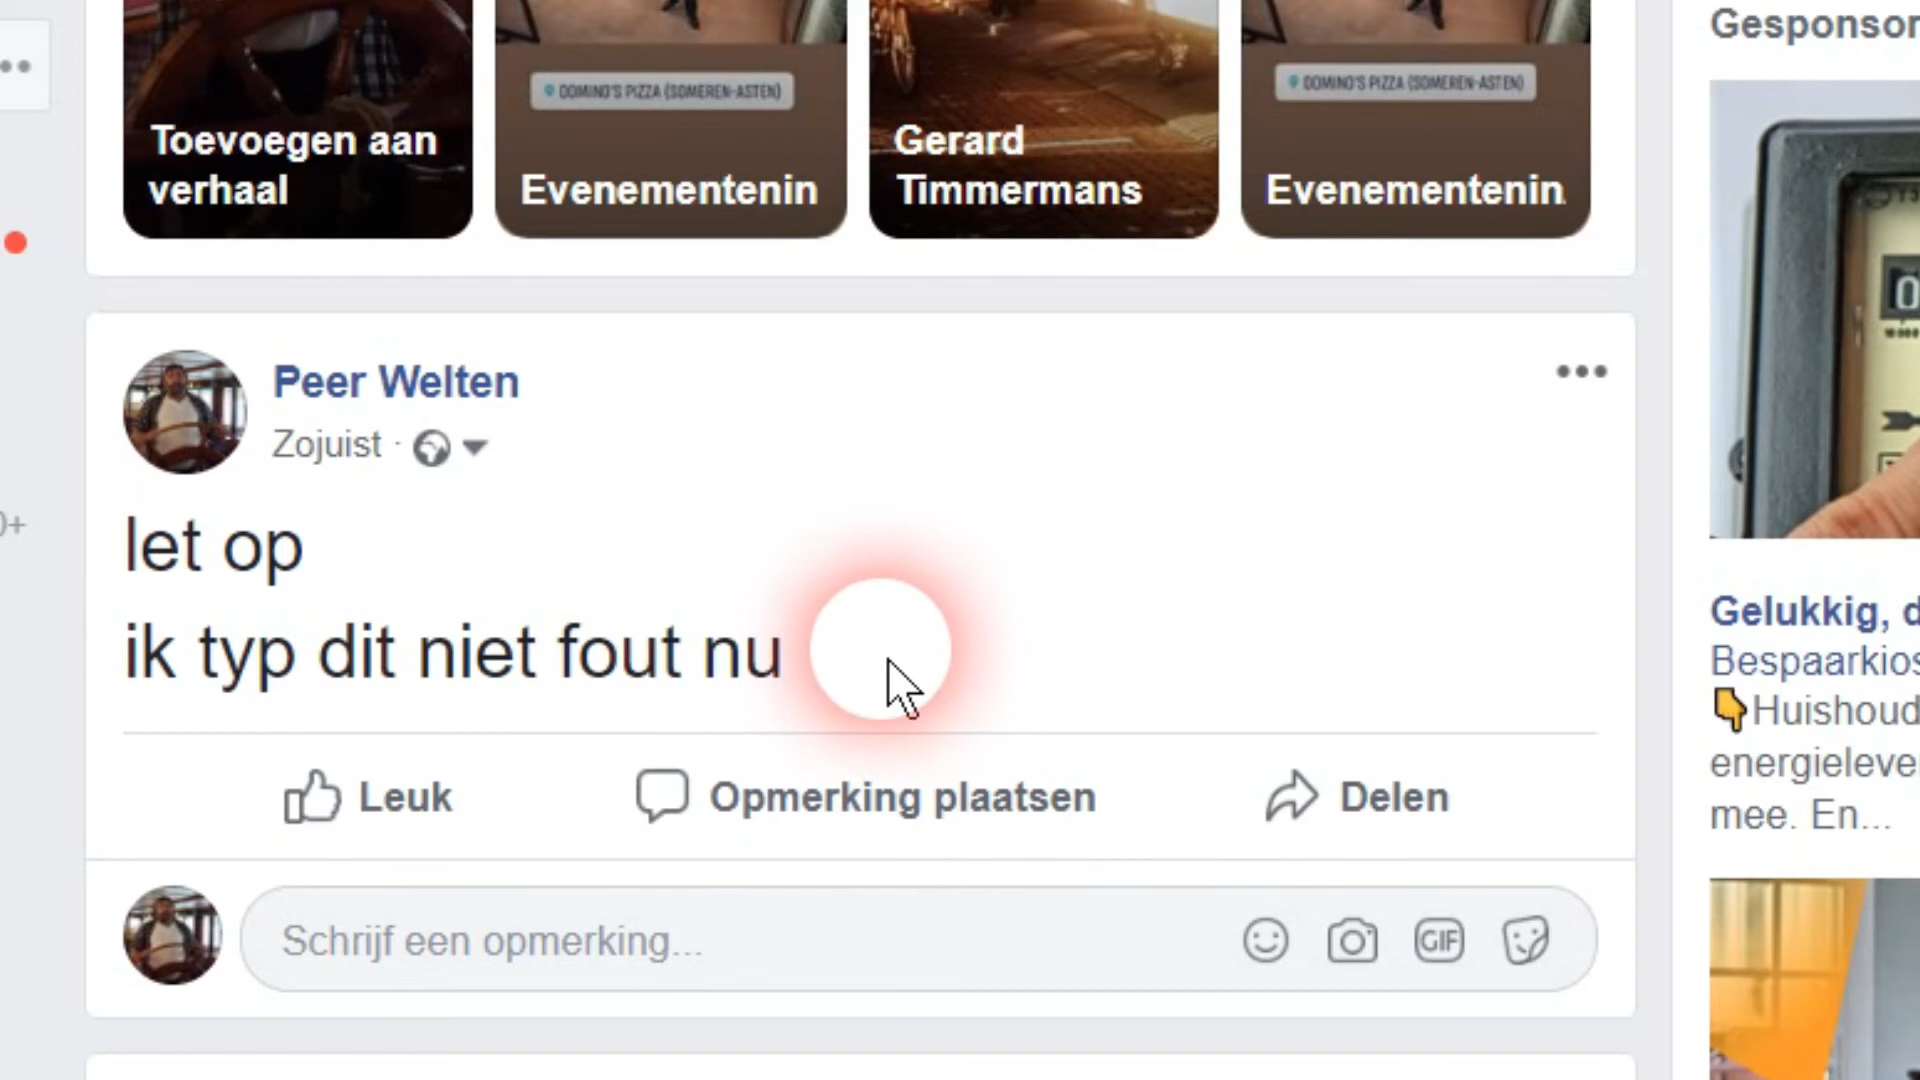 Gesponsor
DOMINO'S PIZZA (SOMEREN-ASTEN)
DOMINO'S PIZZA (SOMEREN-ASTEN)
Toevoegen aan
verhaal
Evenementenin
Gerard
Timmermans
Evenementenin
Peer Welten
Zojuist ·
let op
ik typ dit niet fout nu
Leuk
Opmerking plaatsen
Delen
Schrijf een opmerking...
GIF
0+
Gelukkig, d
Bespaarkios
👇Huishoud
energieleve
mee. En...